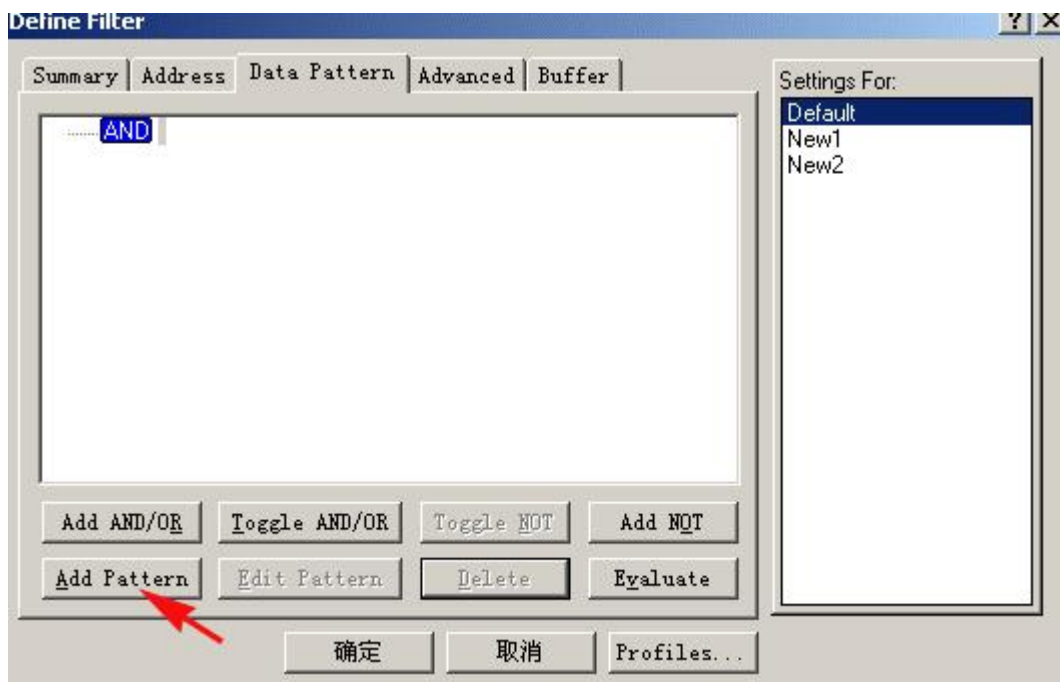 Define Filter
Summary Address Data Pattern Advanced Buffer
AND
Add AND/OR Toggle AND/OR Toggle NOT Add NOT
Add Pattern Edit Pattern Delete Evaluate
Settings For:
Default
New1
New2
确定 取消 Profiles...